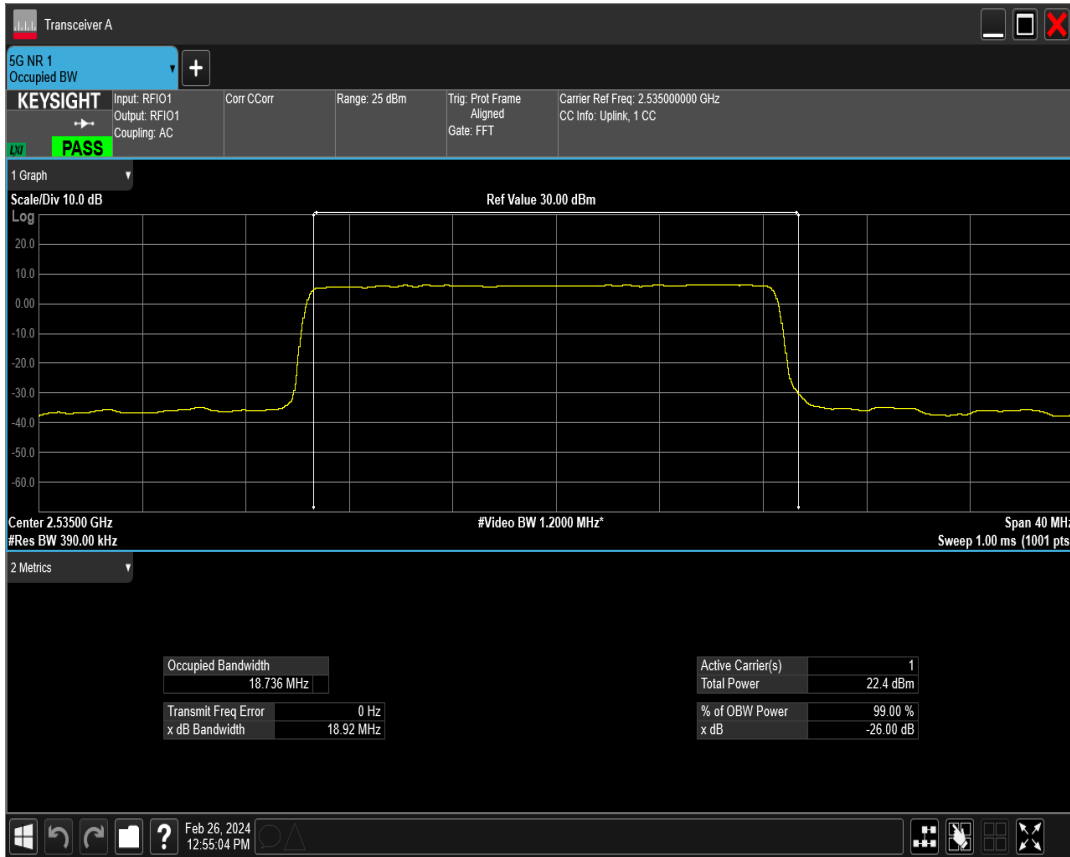 Transceiver A
5G NR 1
Occupied BW
+
KEYSIGHT
LXI
PASS
Input: RFIO1
Output: RFIO1
Coupling: AC
Corr CCorr
Range: 25 dBm
Trig: Prot Frame
Aligned
Gate: FFT
Carrier Ref Freq: 2.535000000 GHz
CC Info: Uplink, 1 CC
1 Graph
Scale/Div 10.0 dB
Ref Value 30.00 dBm
Log
20.0
10.0
0.00
-10.0
-20.0
-30.0
-40.0
-50.0
-60.0
Center 2.53500 GHz
#Video BW 1.2000 MHz*
Span 40 MHz
#Res BW 390.00 kHz
Sweep 1.00 ms (1001 pts
2 Metrics
Occupied Bandwidth
18.736 MHz
Transmit Freq Error 0 Hz
x dB Bandwidth 18.92 MHz
Active Carrier(s) 1
Total Power 22.4 dBm
% of OBW Power 99.00 %
x dB -26.00 dB
?
Feb 26, 2024
12:55:04 PM